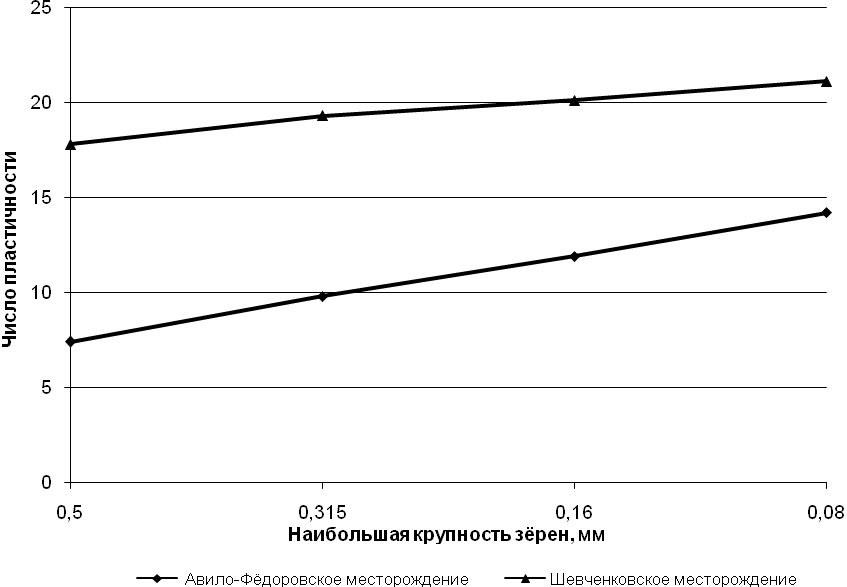 25
20
15
10
5
0
Число пластичности
0,5 0,315 0,16 0,08
Наибольшая крупность зёрен, мм
Авило-Фёдоровское месторождение Шевченковское месторождение